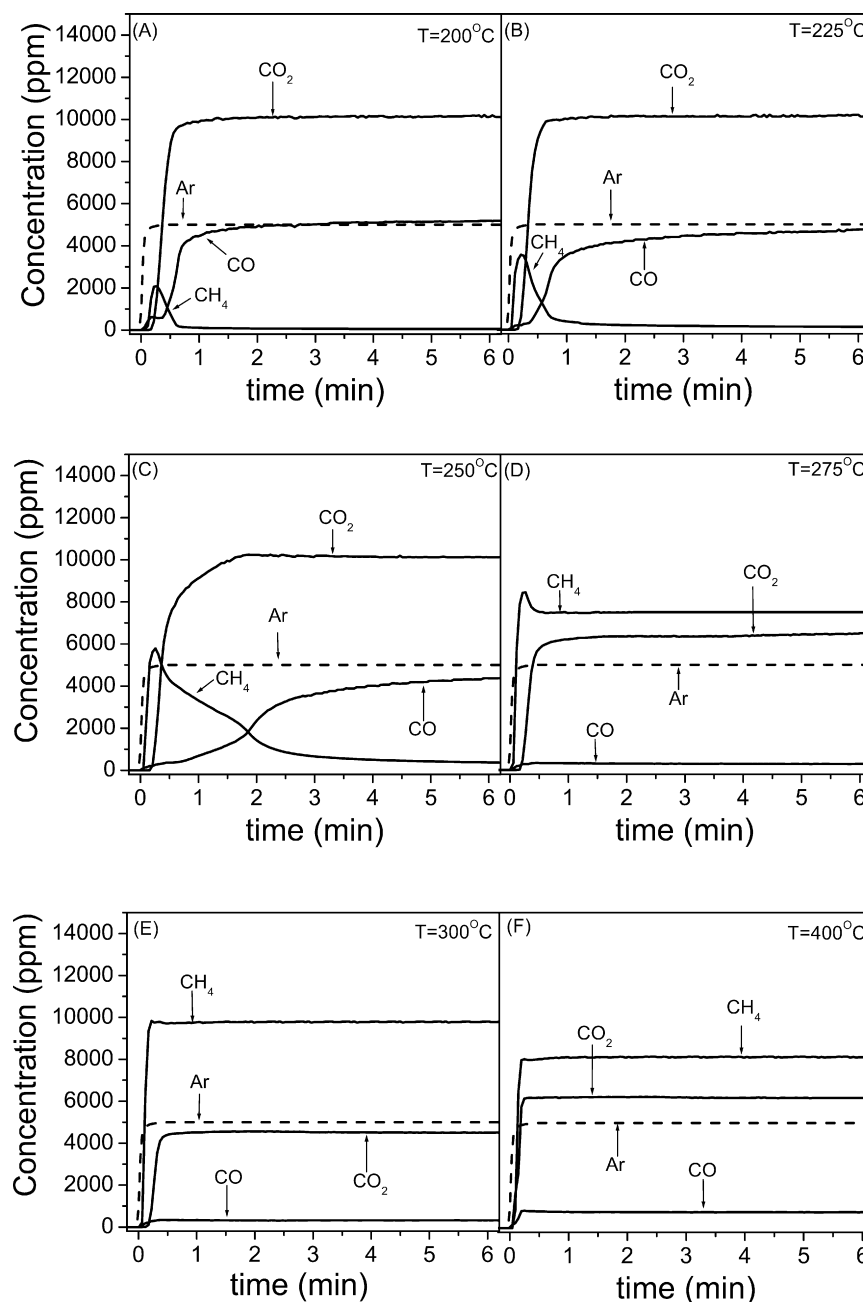 (A) T=200°C
(B) T=225°C
Concentration (ppm)
14000
12000
10000
8000
6000
4000
2000
0
CO₂
Ar
CO
CH₄
CO₂
Ar
CH₄
CO
0 1 2 3 4 5 6
0 1 2 3 4 5 6
time (min)
time (min)
(C) T=250°C
(D) T=275°C
Concentration (ppm)
14000
12000
10000
8000
6000
4000
2000
0
CO₂
Ar
CH₄
CO
CH₄
CO₂
Ar
CO
0 1 2 3 4 5 6
0 1 2 3 4 5 6
time (min)
time (min)
(E) T=300°C
(F) T=400°C
Concentration (ppm)
14000
12000
10000
8000
6000
4000
2000
0
CH₄
Ar
CO
CO₂
CH₄
CO₂
Ar
CO
0 1 2 3 4 5 6
0 1 2 3 4 5 6
time (min)
time (min)